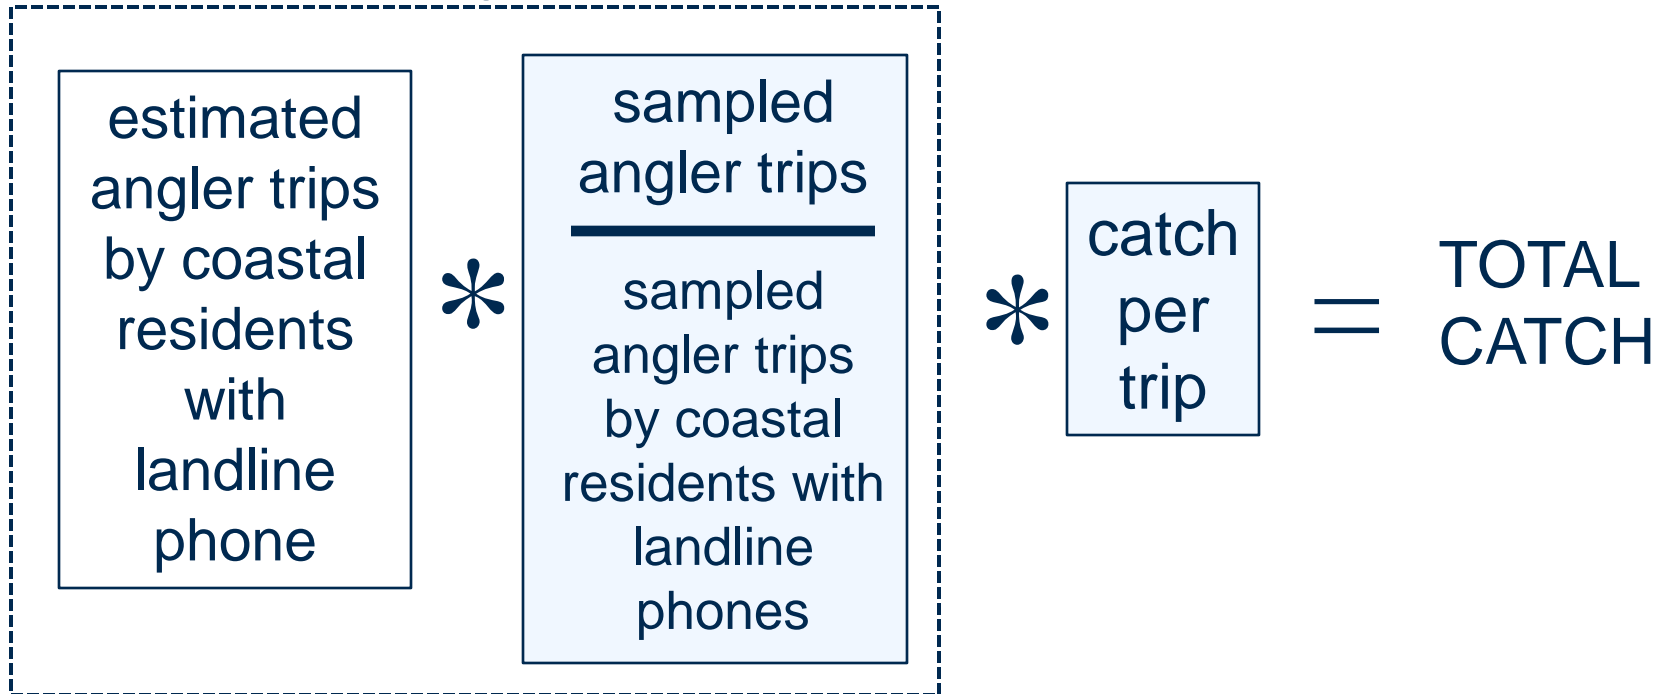 estimated
angler trips
by coastal
residents
with
landline
phone
*
sampled
angler trips
sampled
angler trips
by coastal
residents with
landline
phones
*
catch
per
trip
=
TOTAL
CATCH